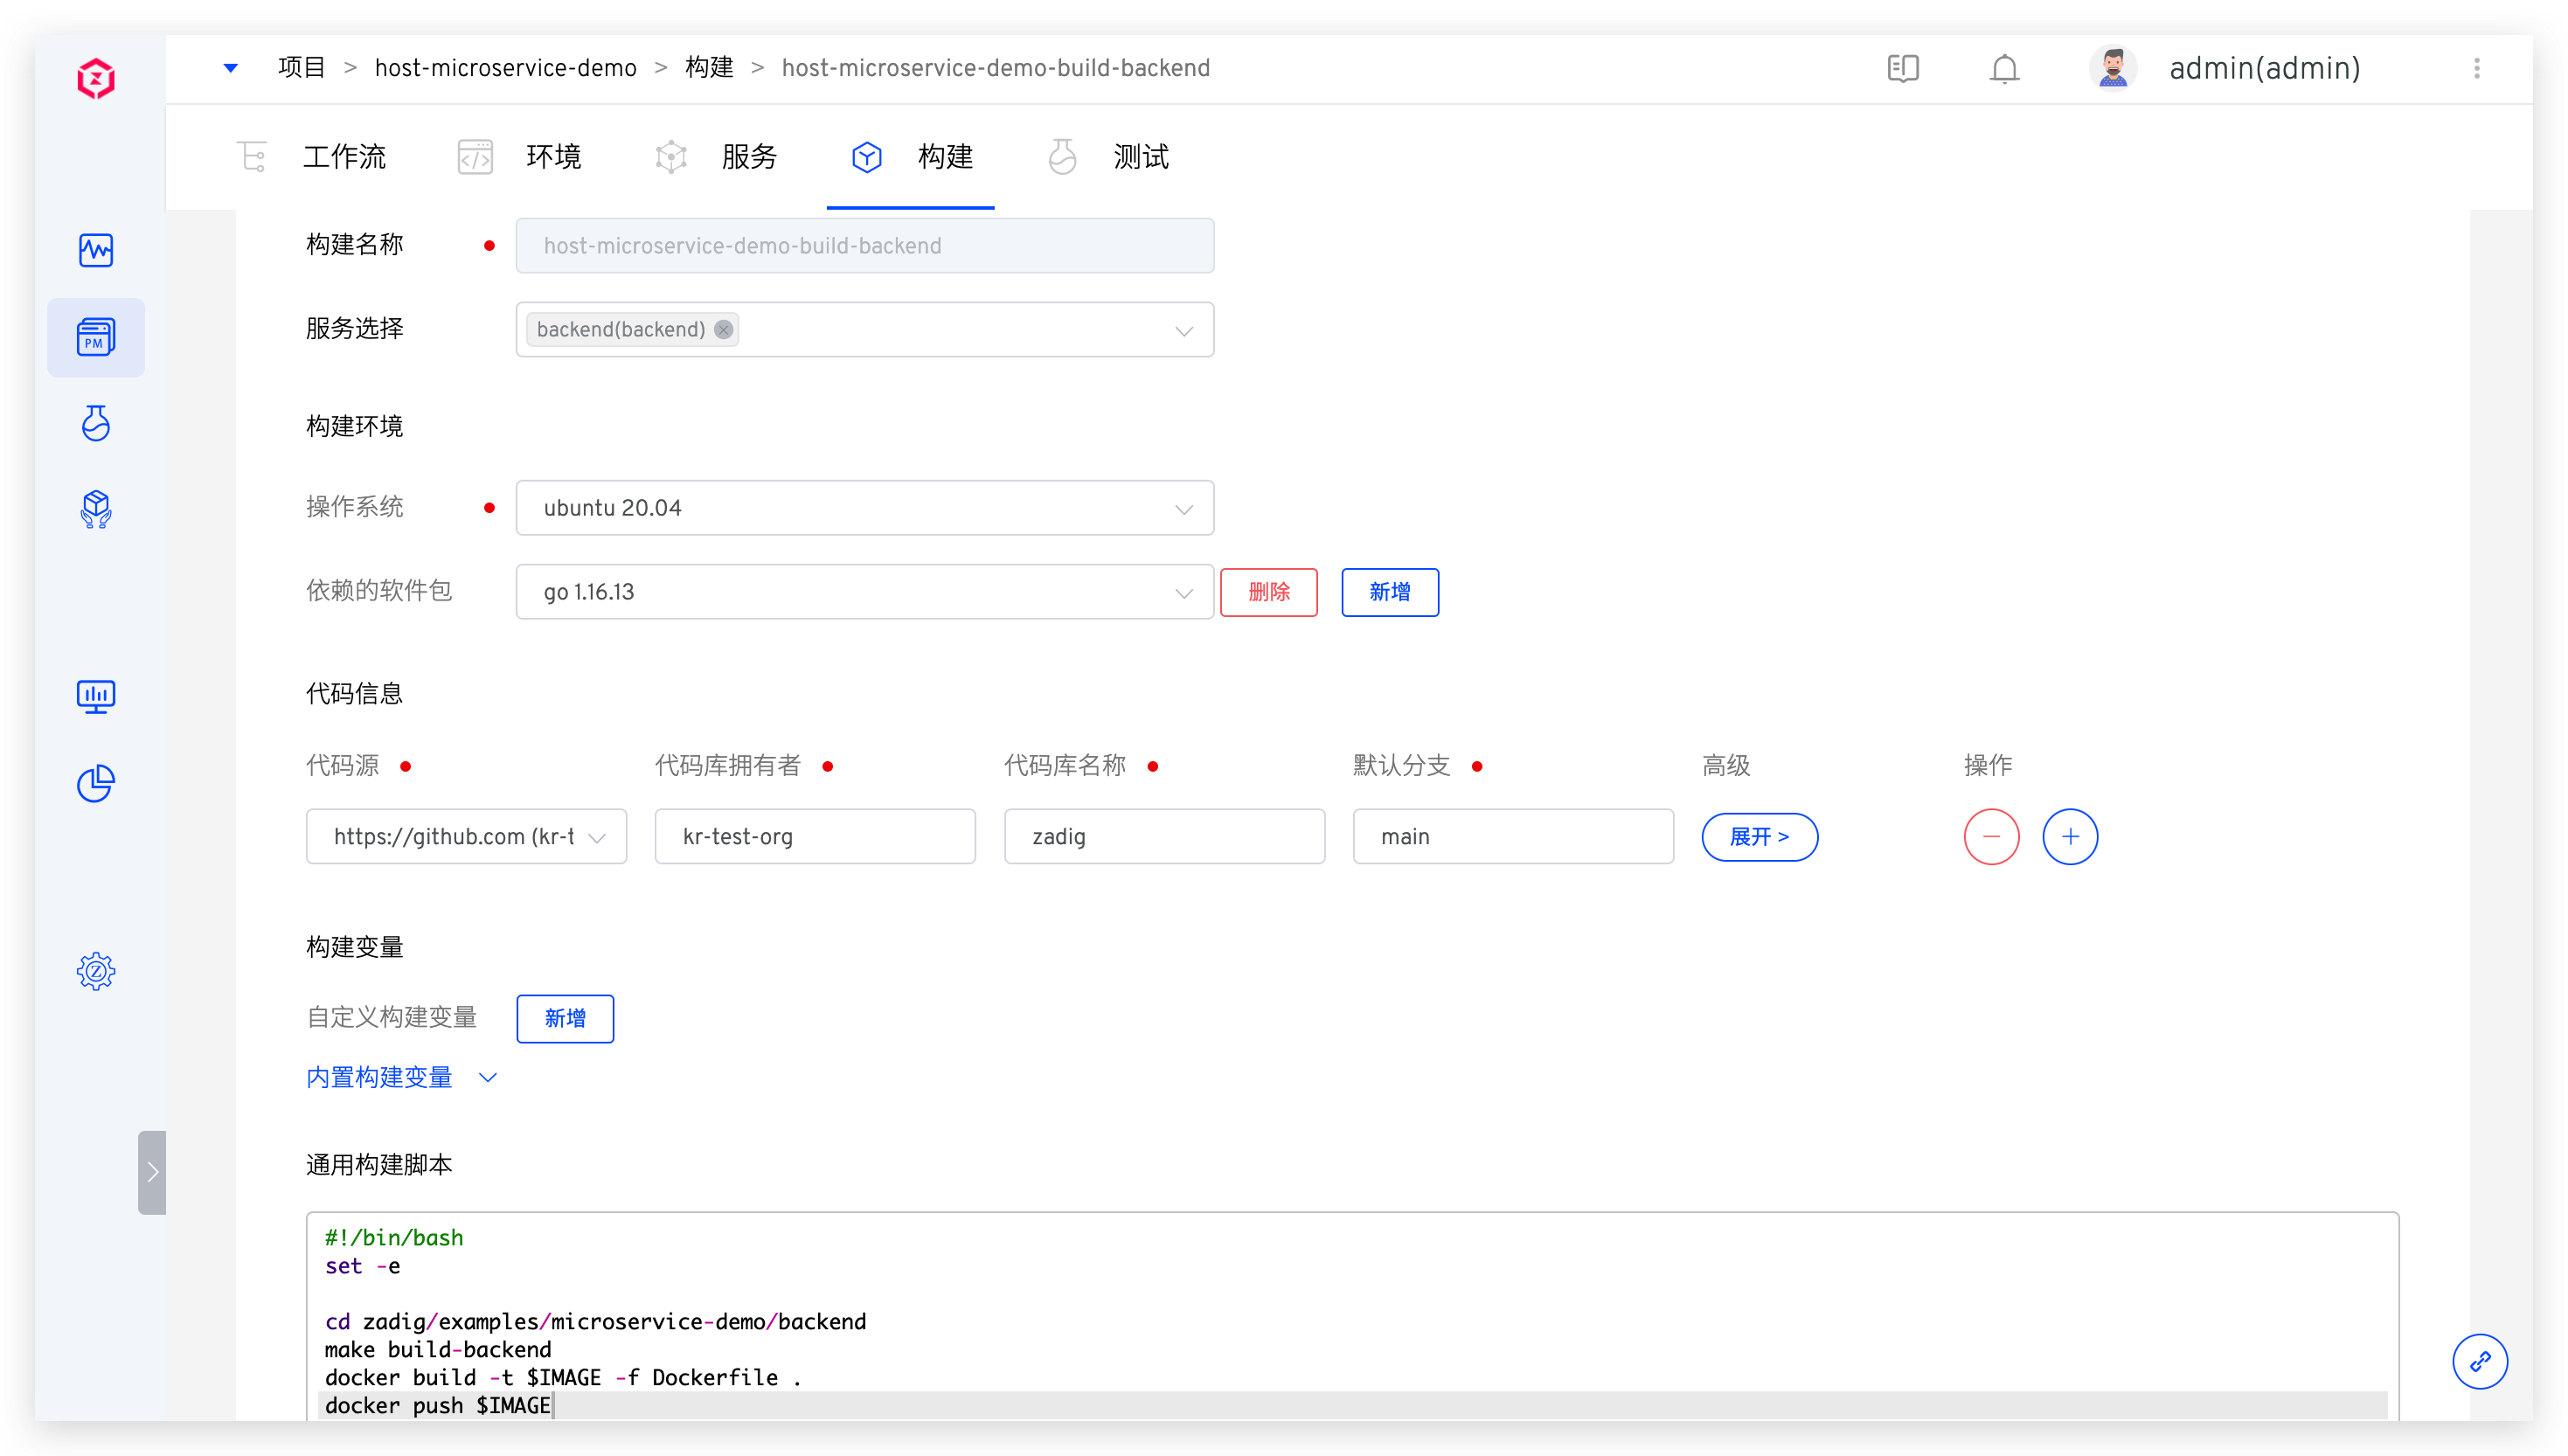 项目 > host-microservice-demo > 构建 > host-microservice-demo-build-backend
admin(admin)
工作流 环境 服务 构建 测试
PM
构建名称 host-microservice-demo-build-backend
服务选择 backend(backend)
构建环境
操作系统 ubuntu 20.04
依赖的软件包 go 1.16.13 删除 新增
代码信息
代码源 代码库拥有者 代码库名称 默认分支 高级 操作
https://github.com (kr-t kr-test-org zadig main 展开 >
构建变量
自定义构建变量 新增
内置构建变量
通用构建脚本
#!/bin/bash
set -e
cd zadig/examples/microservice-demo/backend
make build-backend
docker build -t $IMAGE -f Dockerfile .
docker push $IMAGE